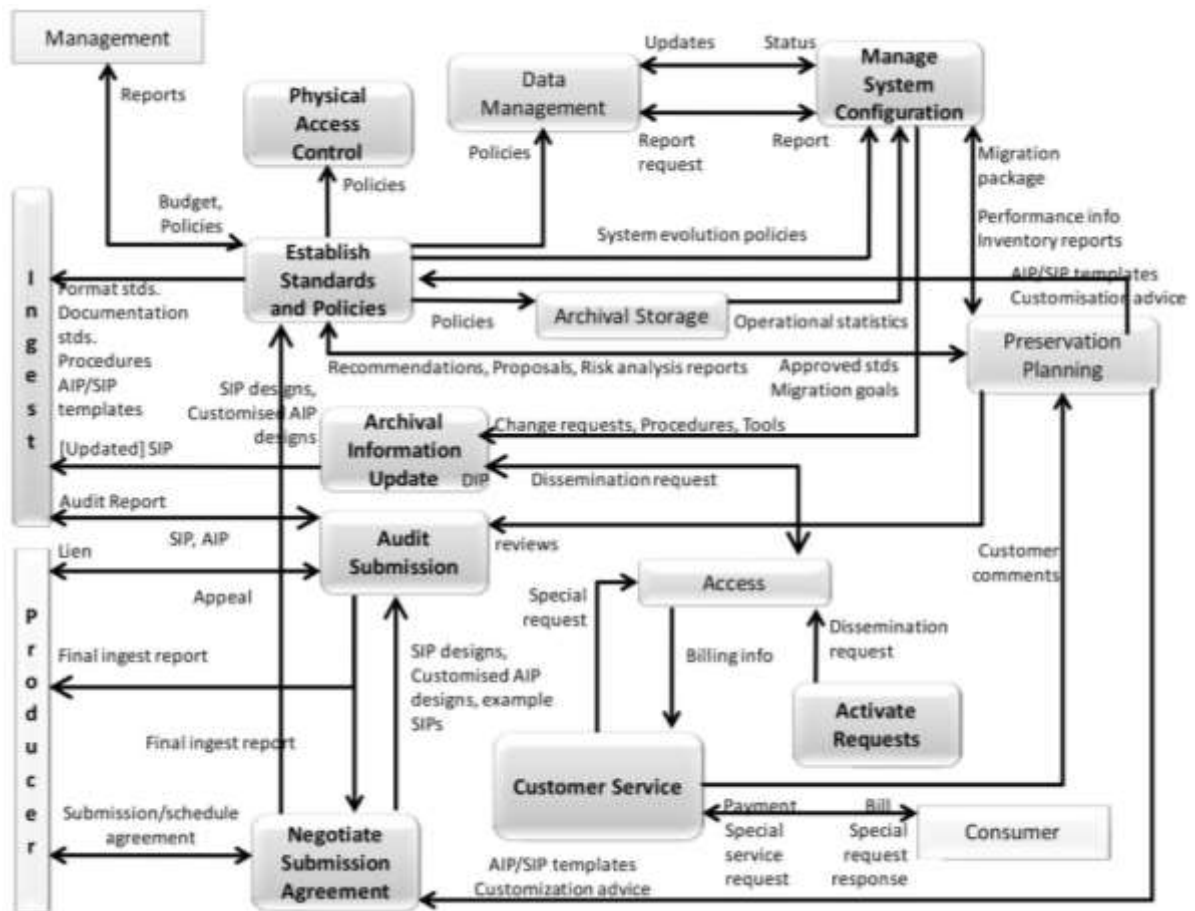 Management
Reports
Physical
Access
Control
Data
Management
Updates
Status
Manage
System
Configuration
Report
request
Report
Policies
Policies
Migration
package
Performance info
Inventory reports
Budget,
Policies
Establish
Standards
and Policies
System evolution policies
AIP/SIP templates
Customisation advice
Ingest
Format stds.
Documentation
stds.
Procedures
AIP/SIP
templates
Policies
Archival Storage
Operational statistics
Preservation
Planning
Recommendations, Proposals, Risk analysis reports
Approved stds
Migration goals
SIP designs,
Customised AIP
designs
Archival
Information
Update
Change requests, Procedures, Tools
[Updated] SIP
DIP
Dissemination request
Audit Report
SIP, AIP
Audit
Submission
reviews
Customer
comments
Lien
Appeal
Access
Special
request
Dissemination
request
Producer
Final ingest report
SIP designs,
Customised AIP
designs, example
SIPs
Billing info
Activate
Requests
Final ingest report
Customer Service
Submission/schedule
agreement
Negotiate
Submission
Agreement
Payment
Special
service
request
Bill
Special
request
response
Consumer
AIP/SIP templates
Customization advice